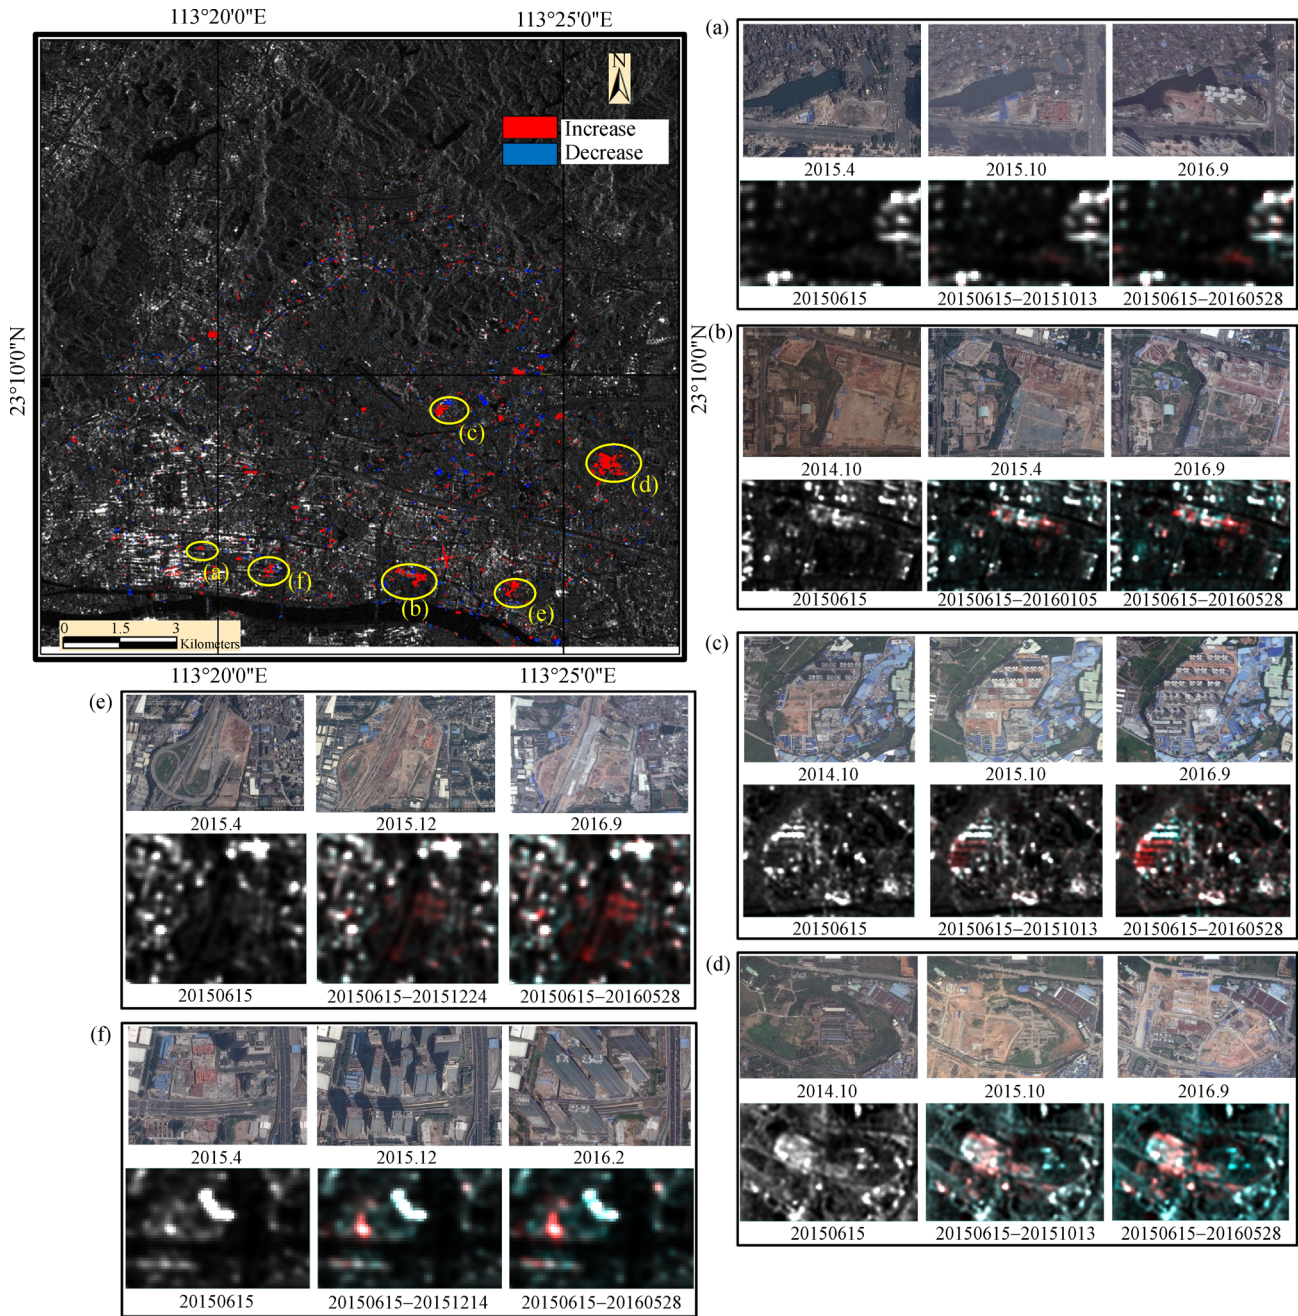 113°20'0"E
113°25'0"E
N
Increase
Decrease
23°10'0"N
23°10'0"N
(c)
(d)
(a)
(f)
(b)
(e)
0 1.5 3
Kilometers
113°20'0"E
113°25'0"E
(a)
2015.4 2015.10 2016.9
20150615 20150615–20151013 20150615–20160528
(b)
2014.10 2015.4 2016.9
20150615 20150615–20160105 20150615–20160528
(c)
2014.10 2015.10 2016.9
20150615 20150615–20151013 20150615–20160528
(d)
2014.10 2015.10 2016.9
20150615 20150615–20151013 20150615–20160528
(e)
2015.4 2015.12 2016.9
20150615 20150615–20151224 20150615–20160528
(f)
2015.4 2015.12 2016.2
20150615 20150615–20151214 20150615–20160528